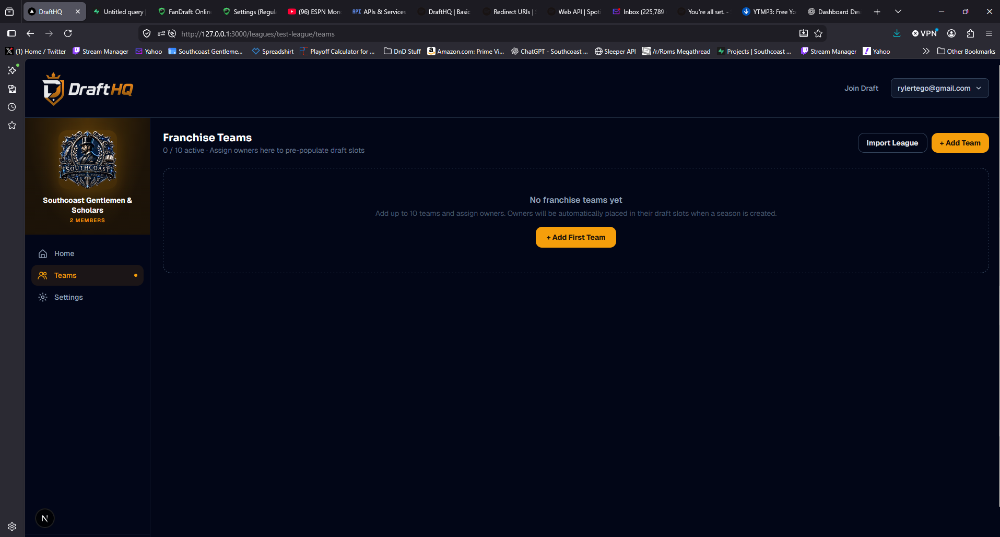 DraftHQ
Untitled query
FanDraft: Onlin
Settings (Regula
(96) ESPN Mond
API APIs & Services
DraftHQ | Basic
Redirect URIs |
Web API | Spoti
Inbox (225,789
You're all set. -
YTMP3: Free Yo
Dashboard Des
http://127.0.0.1:3000/leagues/test-league/teams
VPN
(1) Home / Twitter
Stream Manager
Yahoo
Southcoast Gentleme...
Spreadshirt
Playoff Calculator for ...
DnD Stuff
Amazon.com: Prime Vi...
ChatGPT - Southcoast ...
Sleeper API
/r/Roms Megathread
Projects | Southcoast ...
Stream Manager
Yahoo
Other Bookmarks
DraftHQ
Join Draft
rylertego@gmail.com
SOUTHCOAST
Southcoast Gentlemen &
Scholars
2 MEMBERS
Home
Teams
Settings
Franchise Teams
0 / 10 active · Assign owners here to pre-populate draft slots
Import League
+ Add Team
No franchise teams yet
Add up to 10 teams and assign owners. Owners will be automatically placed in their draft slots when a season is created.
+ Add First Team
N